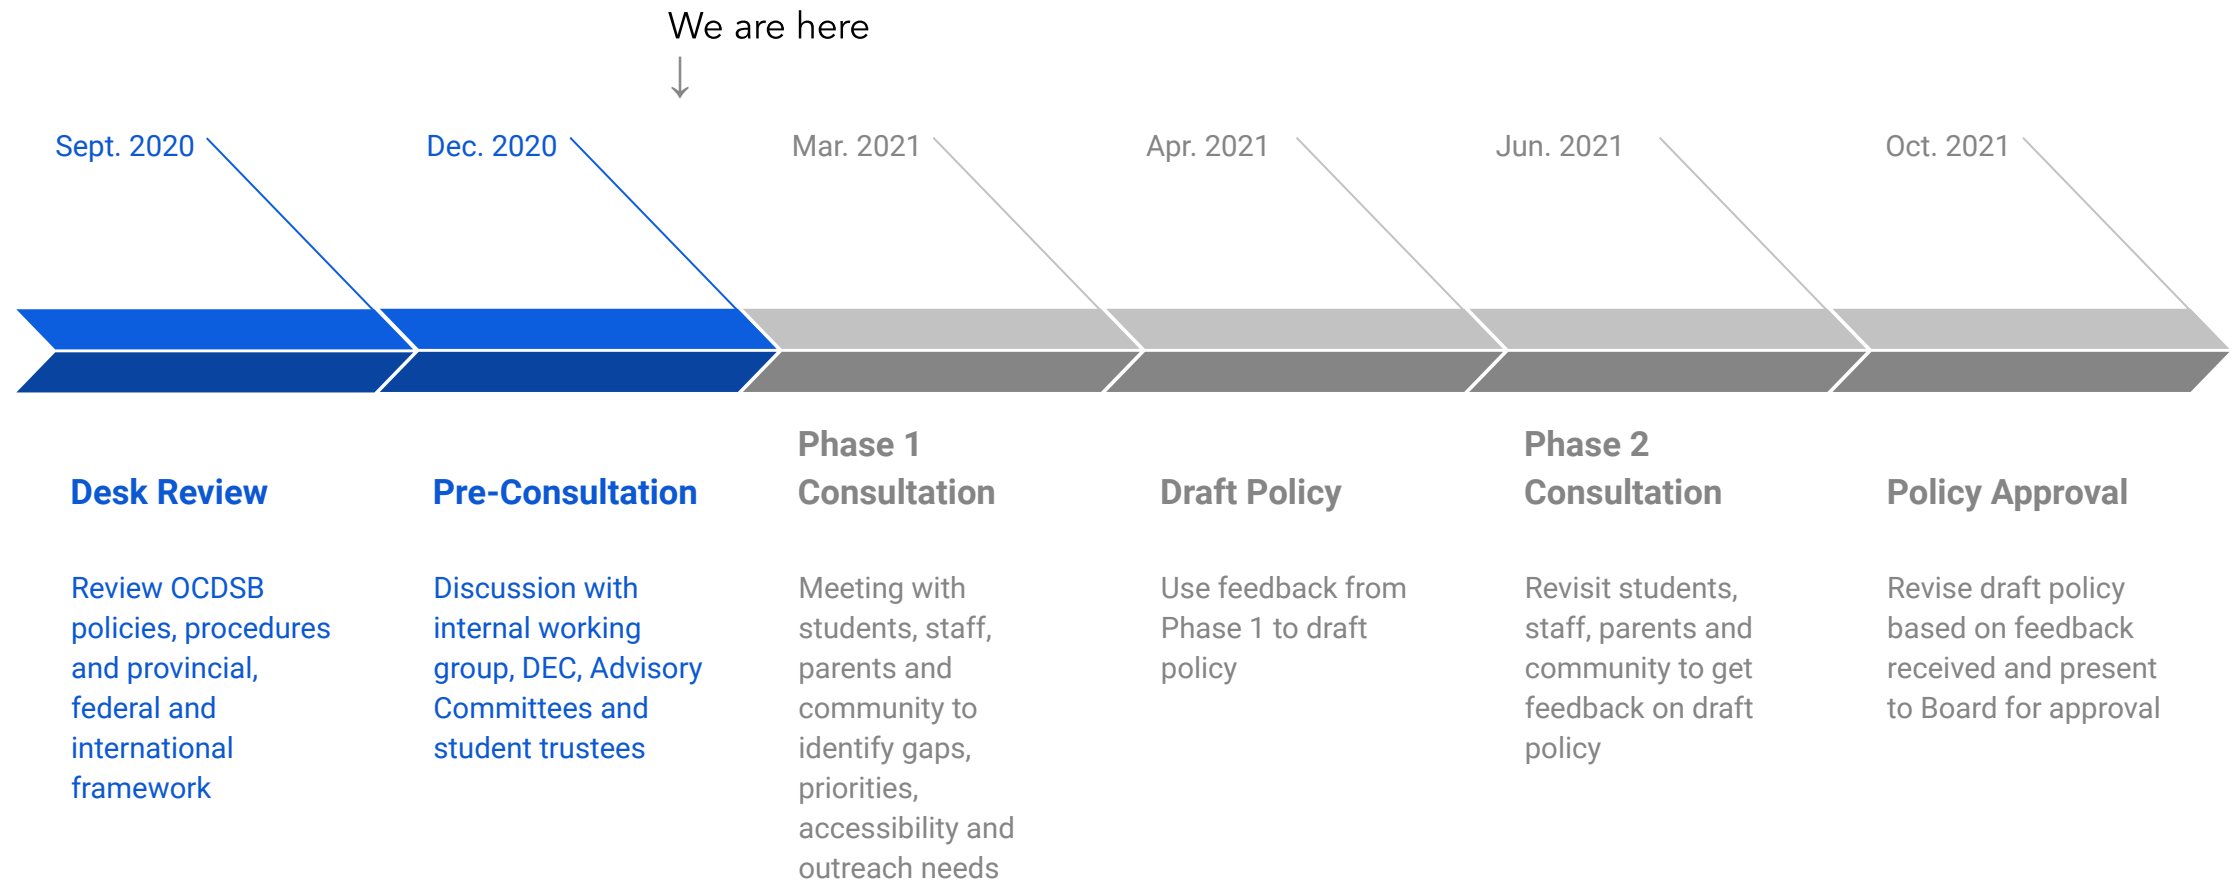 We are here
↓
Sept. 2020
Dec. 2020
Mar. 2021
Apr. 2021
Jun. 2021
Oct. 2021
Desk Review
Review OCDSB
policies, procedures
and provincial,
federal and
international
framework
Pre-Consultation
Discussion with
internal working
group, DEC, Advisory
Committees and
student trustees
Phase 1
Consultation
Meeting with
students, staff,
parents and
community to
identify gaps,
priorities,
accessibility and
outreach needs
Draft Policy
Use feedback from
Phase 1 to draft
policy
Phase 2
Consultation
Revisit students,
staff, parents and
community to get
feedback on draft
policy
Policy Approval
Revise draft policy
based on feedback
received and present
to Board for approval